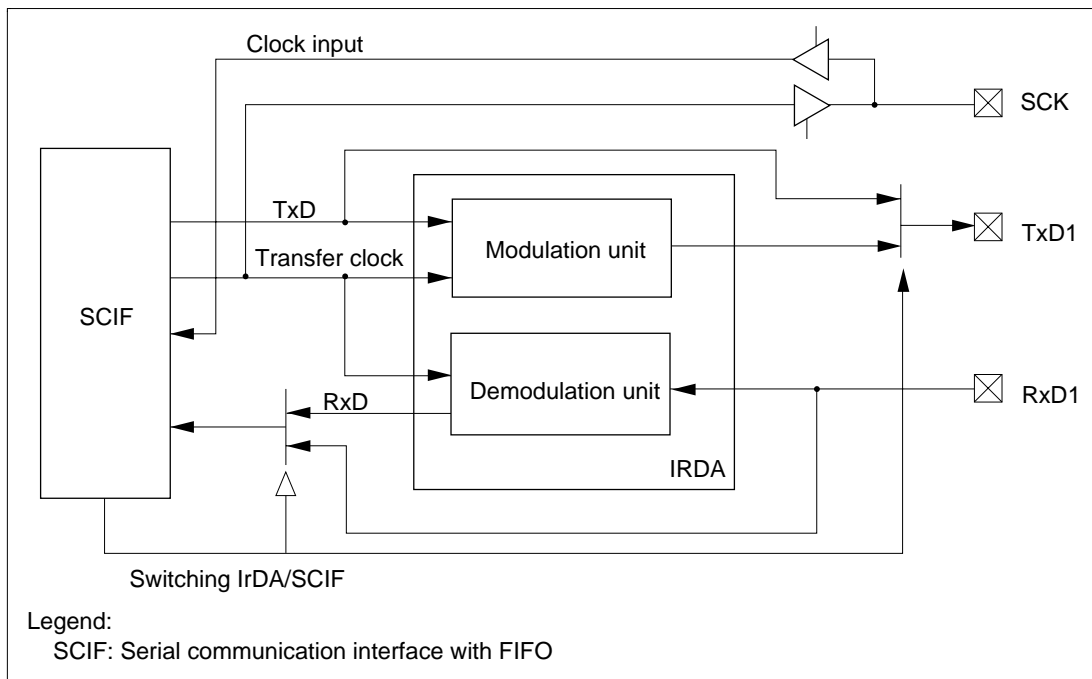 Clock input
SCK
TxD
TxD1
Transfer clock
Modulation unit
SCIF
Demodulation unit
RxD
RxD1
IRDA
Switching IrDA/SCIF
Legend:
SCIF: Serial communication interface with FIFO